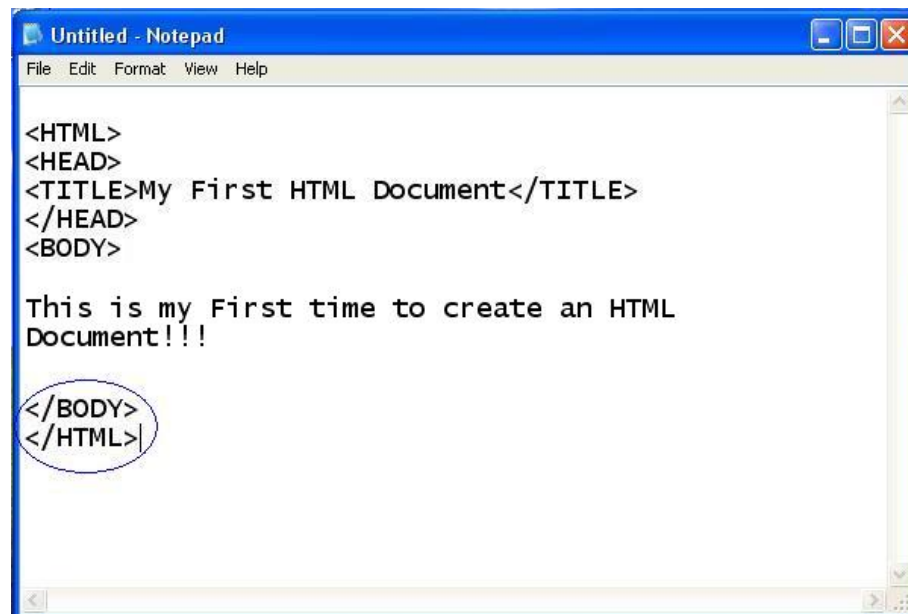 Untitled - Notepad
File Edit Format View Help
<HTML>
<HEAD>
<TITLE>My First HTML Document</TITLE>
</HEAD>
<BODY>
This is my First time to create an HTML
Document!!!
</BODY>
</HTML>